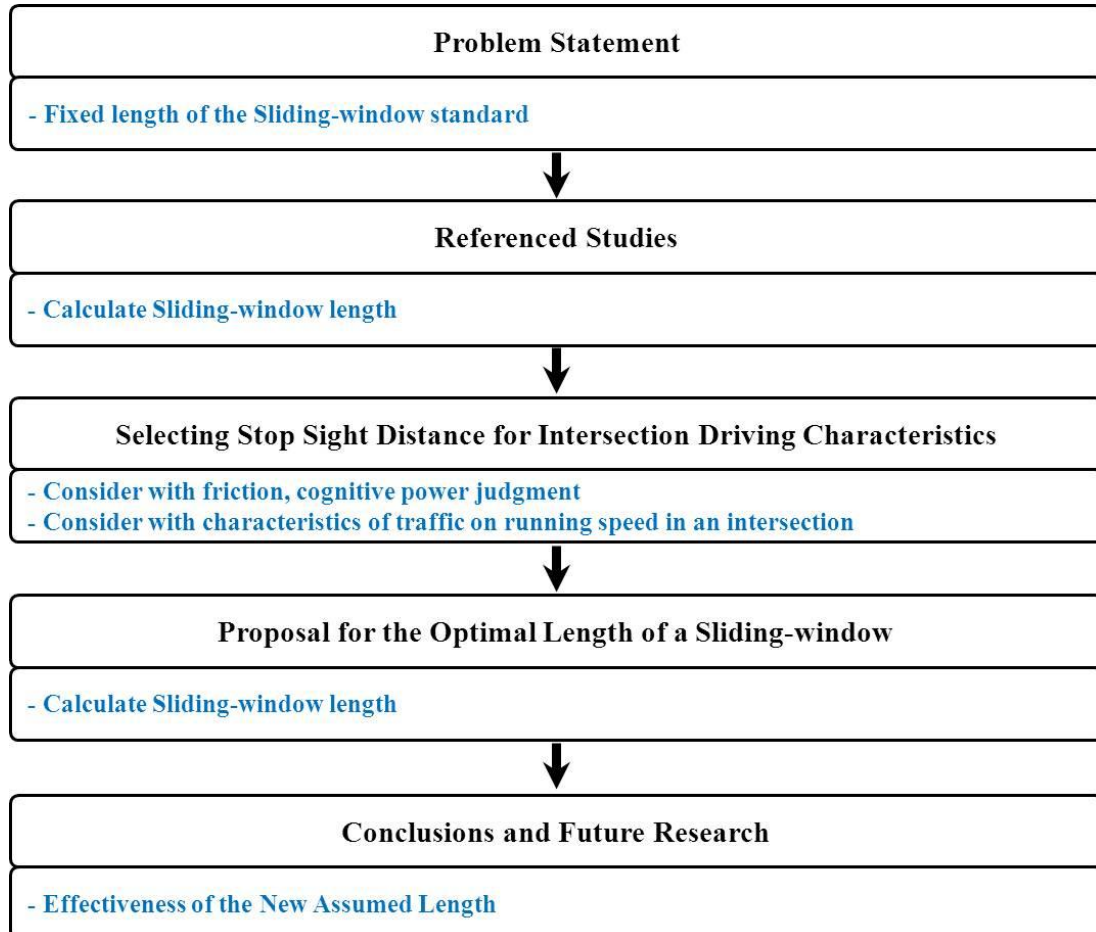 Problem Statement
- Fixed length of the Sliding-window standard
Referenced Studies
- Calculate Sliding-window length
Selecting Stop Sight Distance for Intersection Driving Characteristics
- Consider with friction, cognitive power judgment
- Consider with characteristics of traffic on running speed in an intersection
Proposal for the Optimal Length of a Sliding-window
- Calculate Sliding-window length
Conclusions and Future Research
- Effectiveness of the New Assumed Length